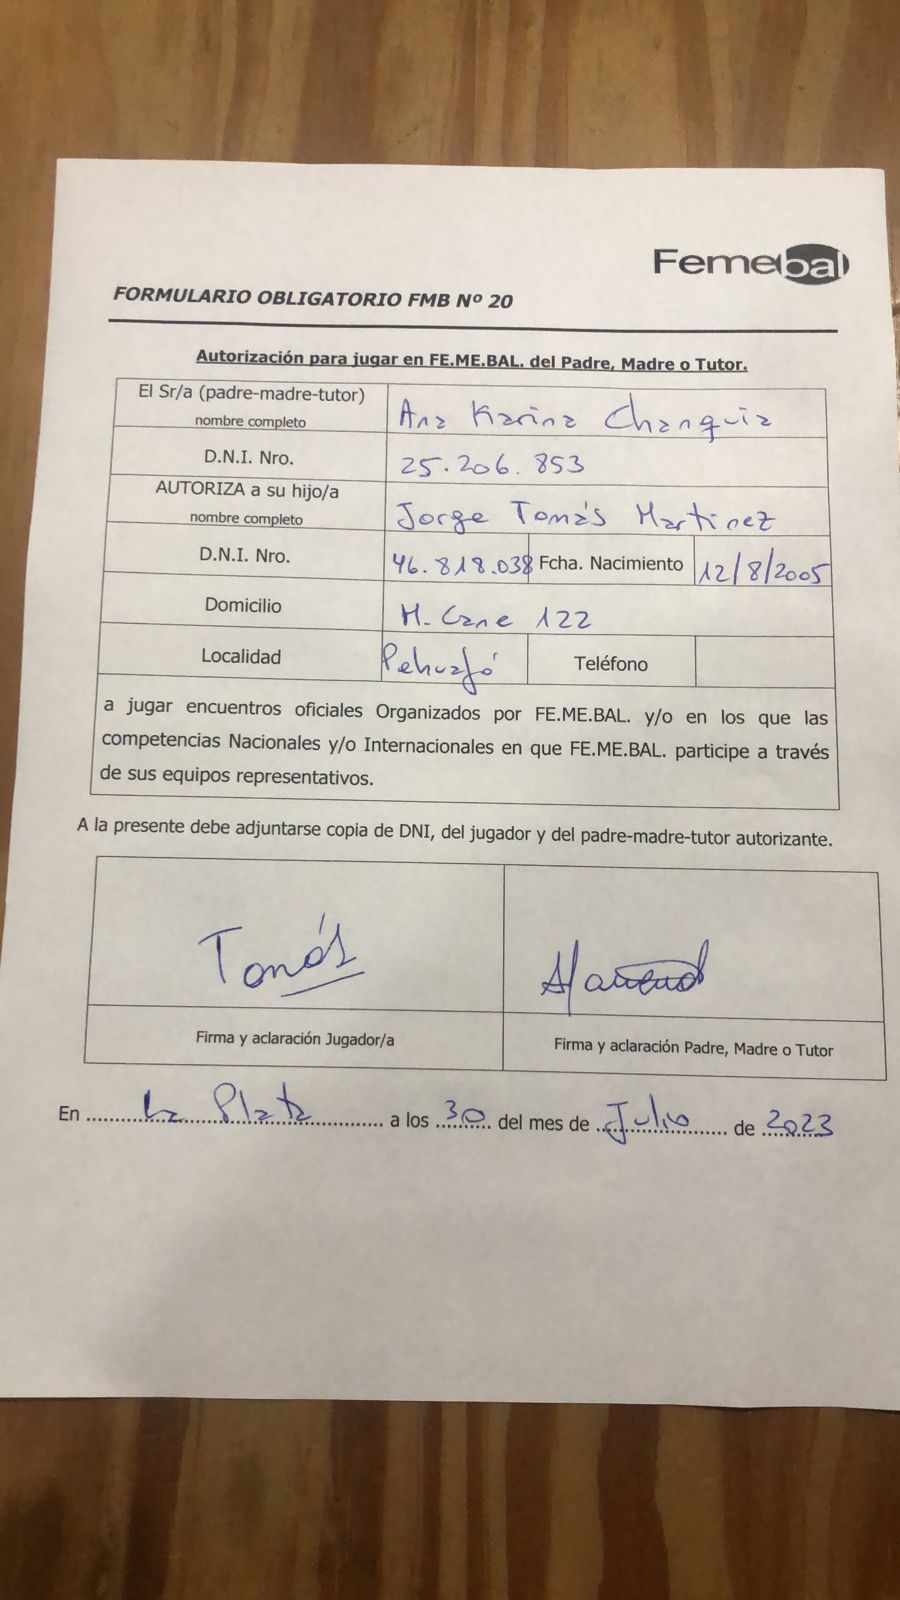 Femebal
FORMULARIO OBLIGATORIO FMB Nº 20
Autorización para jugar en FE.ME.BAL. del Padre, Madre o Tutor.
El Sr/a (padre-madre-tutor)
nombre completo
Ana Karina Changuia
D.N.I. Nro.
25.206.853
AUTORIZA a su hijo/a
nombre completo
Jorge Tomás Martinez
D.N.I. Nro.
46.818.038
Fcha. Nacimiento
12/8/2005
Domicilio
M. Cane 122
Localidad
Pehuajó
Teléfono
a jugar encuentros oficiales Organizados por FE.ME.BAL. y/o en los que las
competencias Nacionales y/o Internacionales en que FE.ME.BAL. participe a través
de sus equipos representativos.
A la presente debe adjuntarse copia de DNI, del jugador y del padre-madre-tutor autorizante.
Tomás
Firma y aclaración Jugador/a
Firma y aclaración Padre, Madre o Tutor
En La Plata a los 30 del mes de Julio de 2023